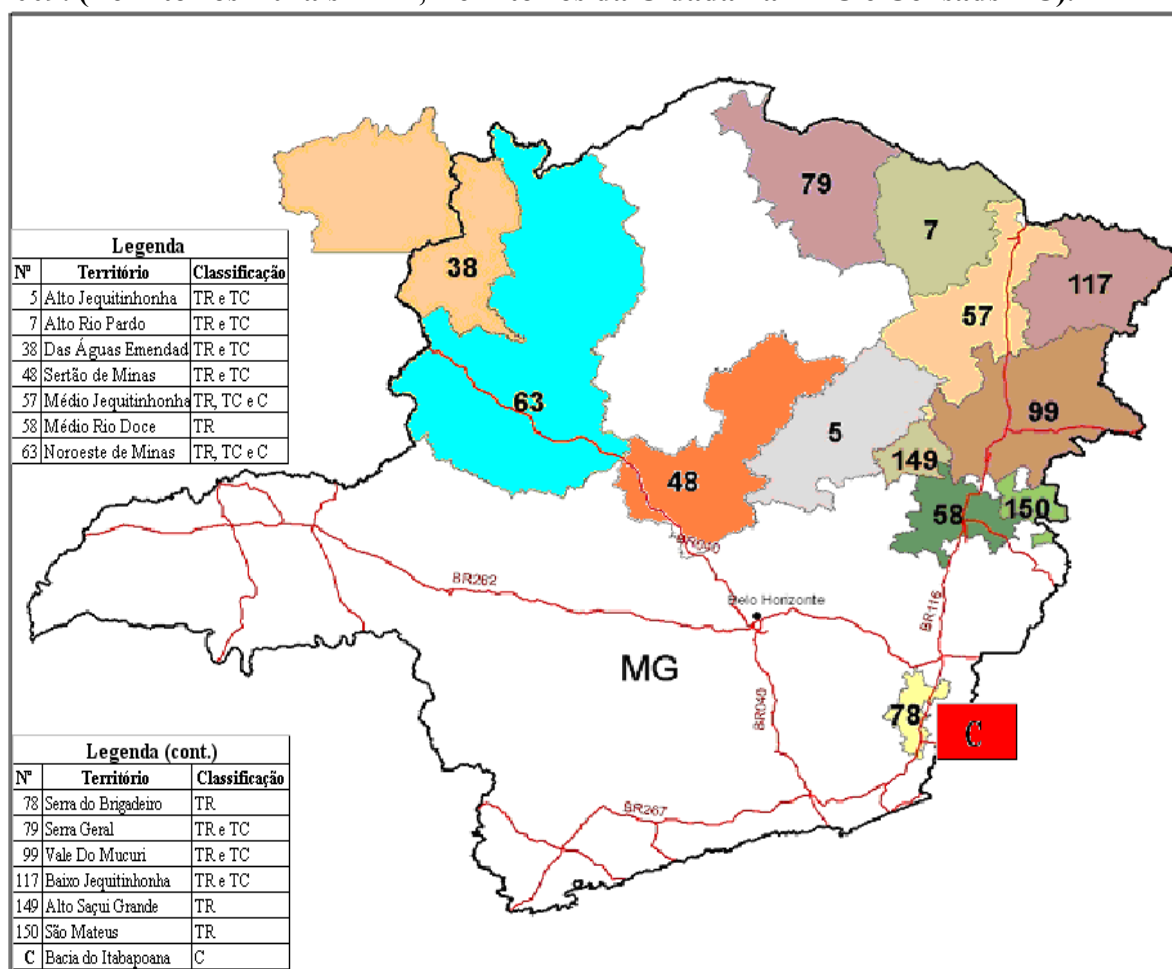 79
7
38
117
57
Legenda
Nº Território Classificação
5 Alto Jequitinhonha TR e TC
7 Alto Rio Pardo TR e TC
38 Das Águas Emendad TR e TC
48 Sertão de Minas TR e TC
57 Médio Jequitinhonha TR, TC e C
58 Médio Rio Doce TR
63 Noroeste de Minas TR, TC e C
63
5
99
149
48
58
150
BR040
BR262
Belo Horizonte
BR116
MG
BR040
78
C
BR267
Legenda (cont.)
Nº Território Classificação
78 Serra do Brigadeiro TR
79 Serra Geral TR e TC
99 Vale Do Mucuri TR e TC
117 Baixo Jequitinhonha TR e TC
149 Alto Saçui Grande TR
150 São Mateus TR
C Bacia do Itabapoana C